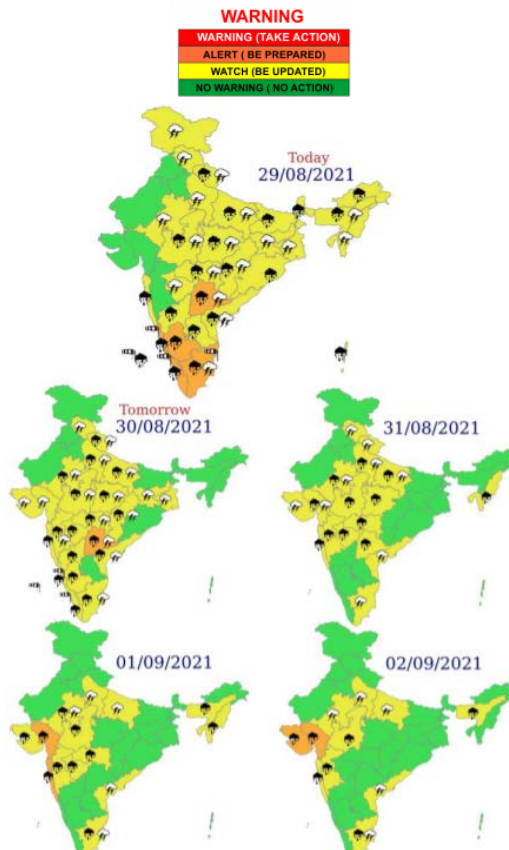 WARNING
WARNING (TAKE ACTION)
ALERT ( BE PREPARED)
WATCH (BE UPDATED)
NO WARNING ( NO ACTION)
Today
29/08/2021
Tomorrow
30/08/2021
31/08/2021
01/09/2021
02/09/2021